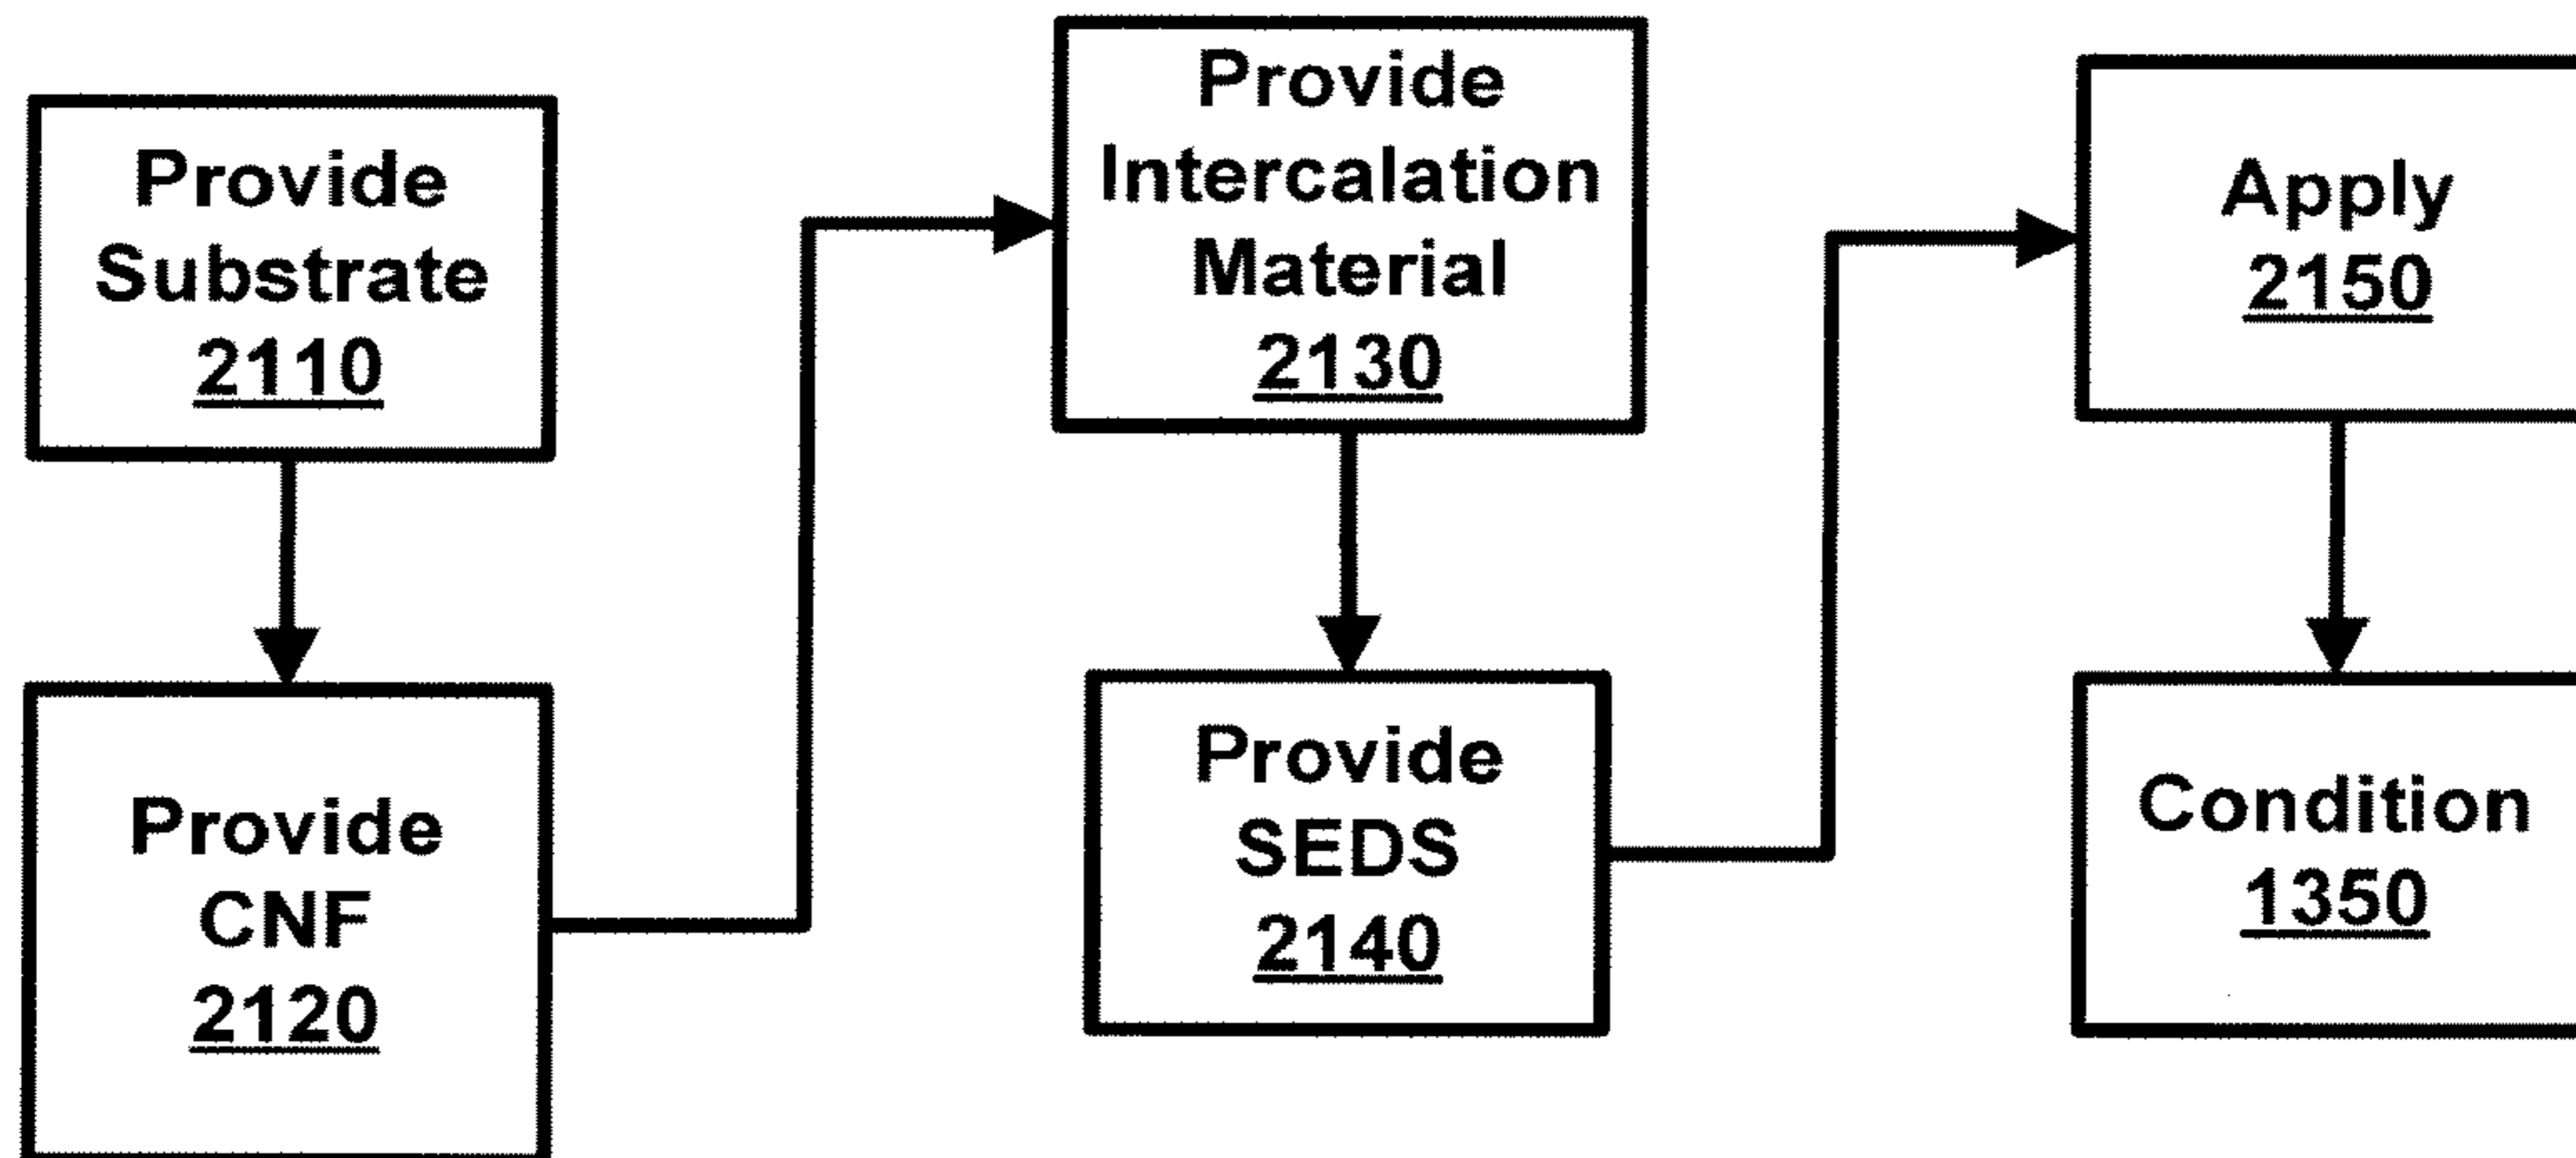 Provide
Substrate
2110
Provide
CNF
2120
Provide
Intercalation
Material
2130
Provide
SEDS
2140
Apply
2150
Condition
1350